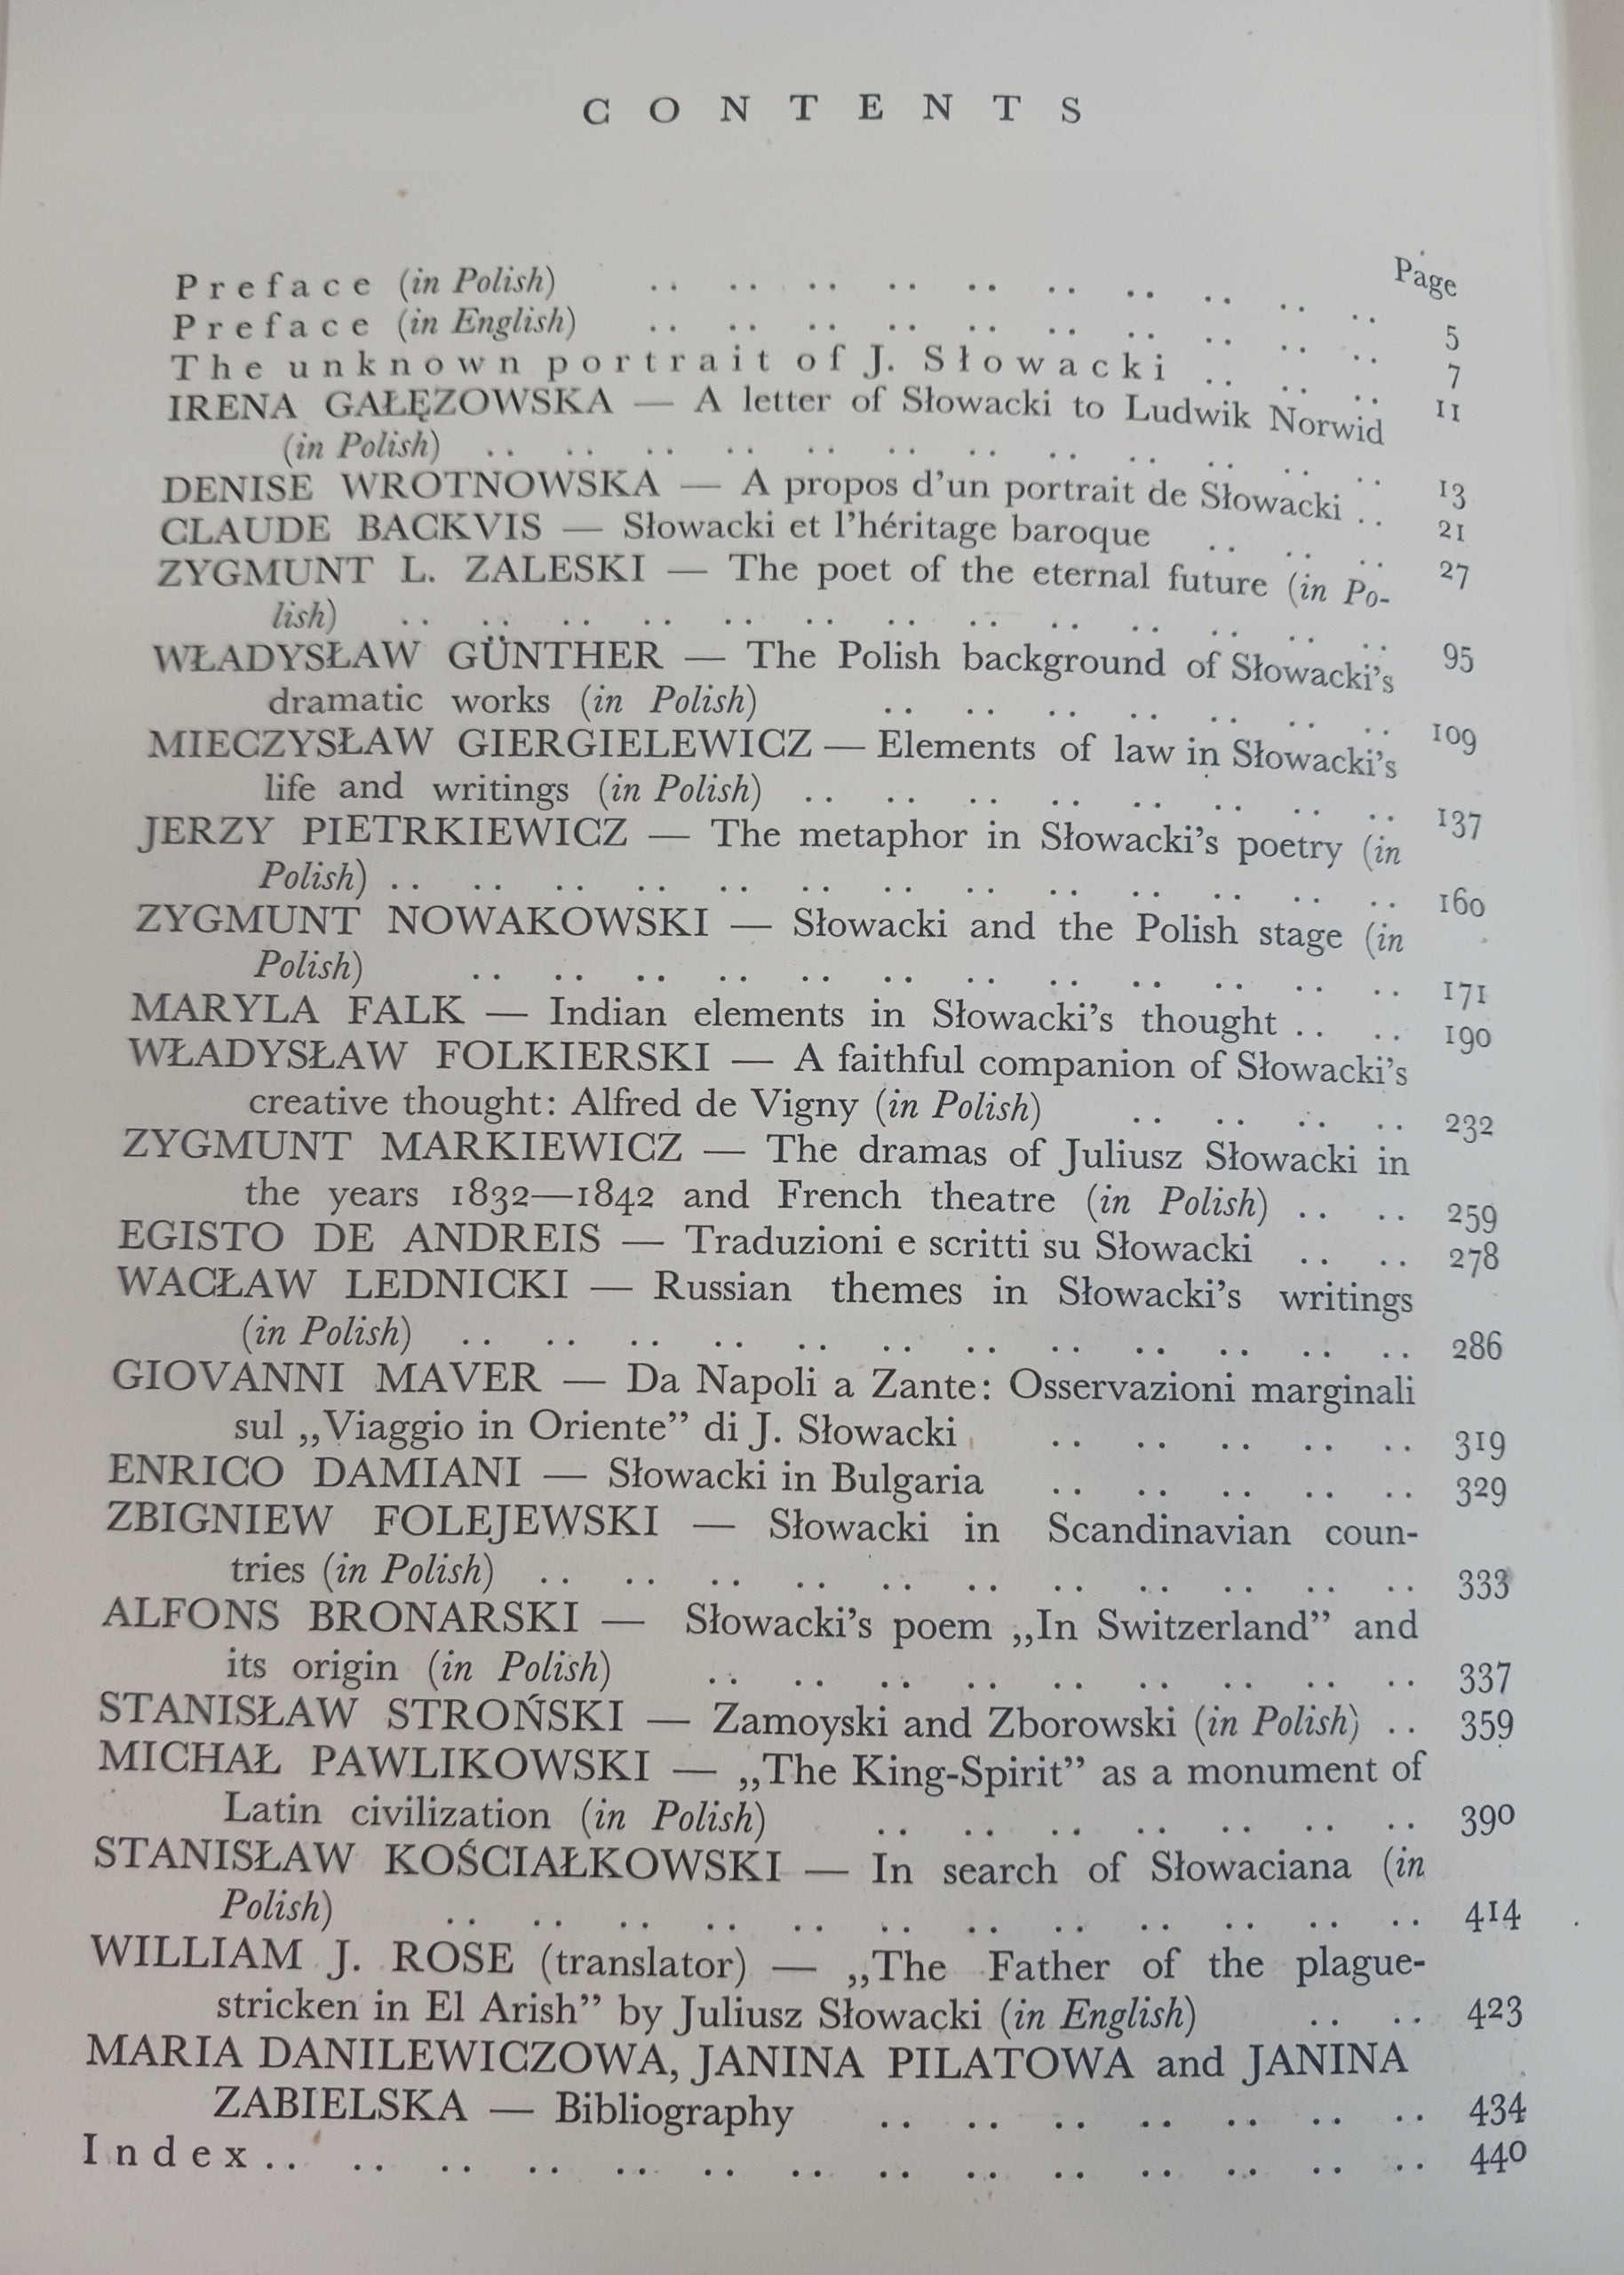 CONTENTS
Page
Preface (in Polish) .. .. .. .. .. .. .. .. .. .. 5
Preface (in English) .. .. .. .. .. .. .. .. .. .. 7
The unknown portrait of J. Słowacki .. .. .. 11
IRENA GAŁĘZOWSKA — A letter of Słowacki to Ludwik Norwid
(in Polish) .. .. .. .. .. .. .. .. .. .. .. .. 13
DENISE WROTNOWSKA — A propos d’un portrait de Słowacki .. 21
CLAUDE BACKVIS — Słowacki et l’héritage baroque .. .. .. 27
ZYGMUNT L. ZALESKI — The poet of the eternal future (in Po-
lish) .. .. .. .. .. .. .. .. .. .. .. .. .. 95
WŁADYSŁAW GÜNTHER — The Polish background of Słowacki’s
dramatic works (in Polish) .. .. .. .. .. .. .. 109
MIECZYSŁAW GIERGIELEWICZ — Elements of law in Słowacki’s
life and writings (in Polish) .. .. .. .. .. .. .. .. 137
JERZY PIETRKIEWICZ — The metaphor in Słowacki’s poetry (in
Polish) .. .. .. .. .. .. .. .. .. .. .. .. .. 160
ZYGMUNT NOWAKOWSKI — Słowacki and the Polish stage (in
Polish) .. .. .. .. .. .. .. .. .. .. .. .. 171
MARYLA FALK — Indian elements in Słowacki’s thought .. .. 190
WŁADYSŁAW FOLKIERSKI — A faithful companion of Słowacki’s
creative thought: Alfred de Vigny (in Polish) .. .. .. .. 232
ZYGMUNT MARKIEWICZ — The dramas of Juliusz Słowacki in
the years 1832—1842 and French theatre (in Polish) .. .. 259
EGISTO DE ANDREIS — Traduzioni e scritti su Słowacki .. .. 278
WACŁAW LEDNICKI — Russian themes in Słowacki’s writings
(in Polish) .. .. .. .. .. .. .. .. .. .. .. .. 286
GIOVANNI MAVER — Da Napoli a Zante: Osservazioni marginali
sul „Viaggio in Oriente” di J. Słowacki .. .. .. .. .. 319
ENRICO DAMIANI — Słowacki in Bulgaria .. .. .. .. .. 329
ZBIGNIEW FOLEJEWSKI — Słowacki in Scandinavian coun-
tries (in Polish) .. .. .. .. .. .. .. .. .. .. .. 333
ALFONS BRONARSKI — Słowacki’s poem „In Switzerland” and
its origin (in Polish) .. .. .. .. .. .. .. .. .. 337
STANISŁAW STROŃSKI — Zamoyski and Zborowski (in Polish) .. 359
MICHAŁ PAWLIKOWSKI — „The King-Spirit” as a monument of
Latin civilization (in Polish) .. .. .. .. .. .. .. 390
STANISŁAW KOŚCIAŁKOWSKI — In search of Słowaciana (in
Polish) .. .. .. .. .. .. .. .. .. .. .. .. 414
WILLIAM J. ROSE (translator) — „The Father of the plague-
stricken in El Arish” by Juliusz Słowacki (in English) .. .. 423
MARIA DANILEWICZOWA, JANINA PILATOWA and JANINA
ZABIELSKA — Bibliography .. .. .. .. .. .. .. 434
Index .. .. .. .. .. .. .. .. .. .. .. .. .. .. 440